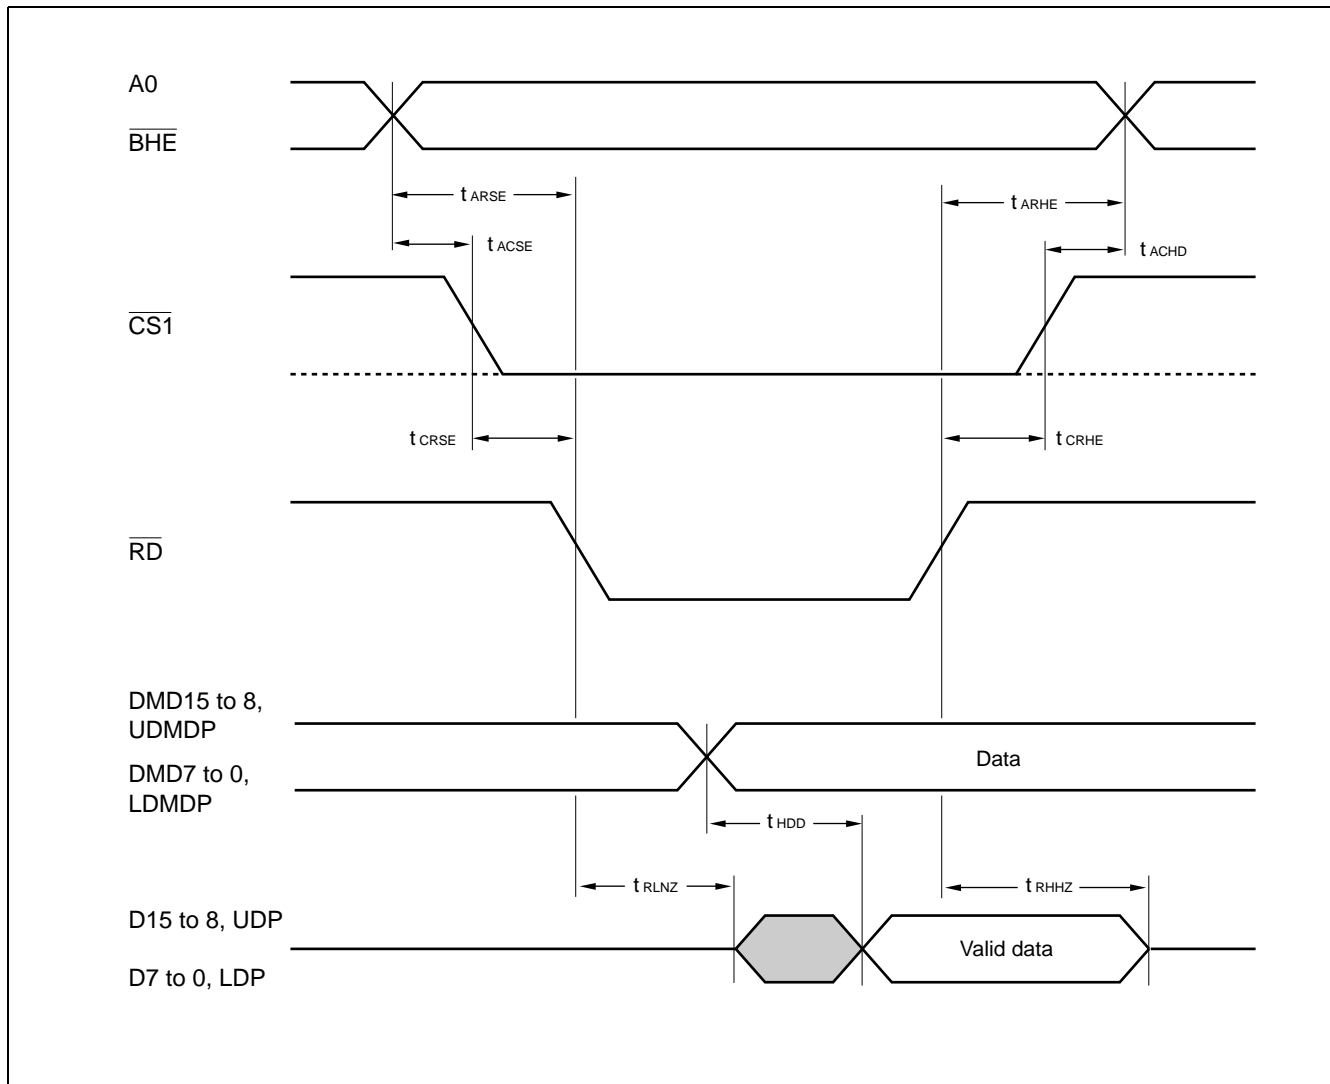 A0
BHE
t ARSE
t ARHE
t ACSE
t ACHD
CS1
t CRSE
t CRHE
RD
DMD15 to 8,
UDMDP
Data
DMD7 to 0,
LDMDP
t HDD
t RLNZ
t RHHZ
D15 to 8, UDP
Valid data
D7 to 0, LDP